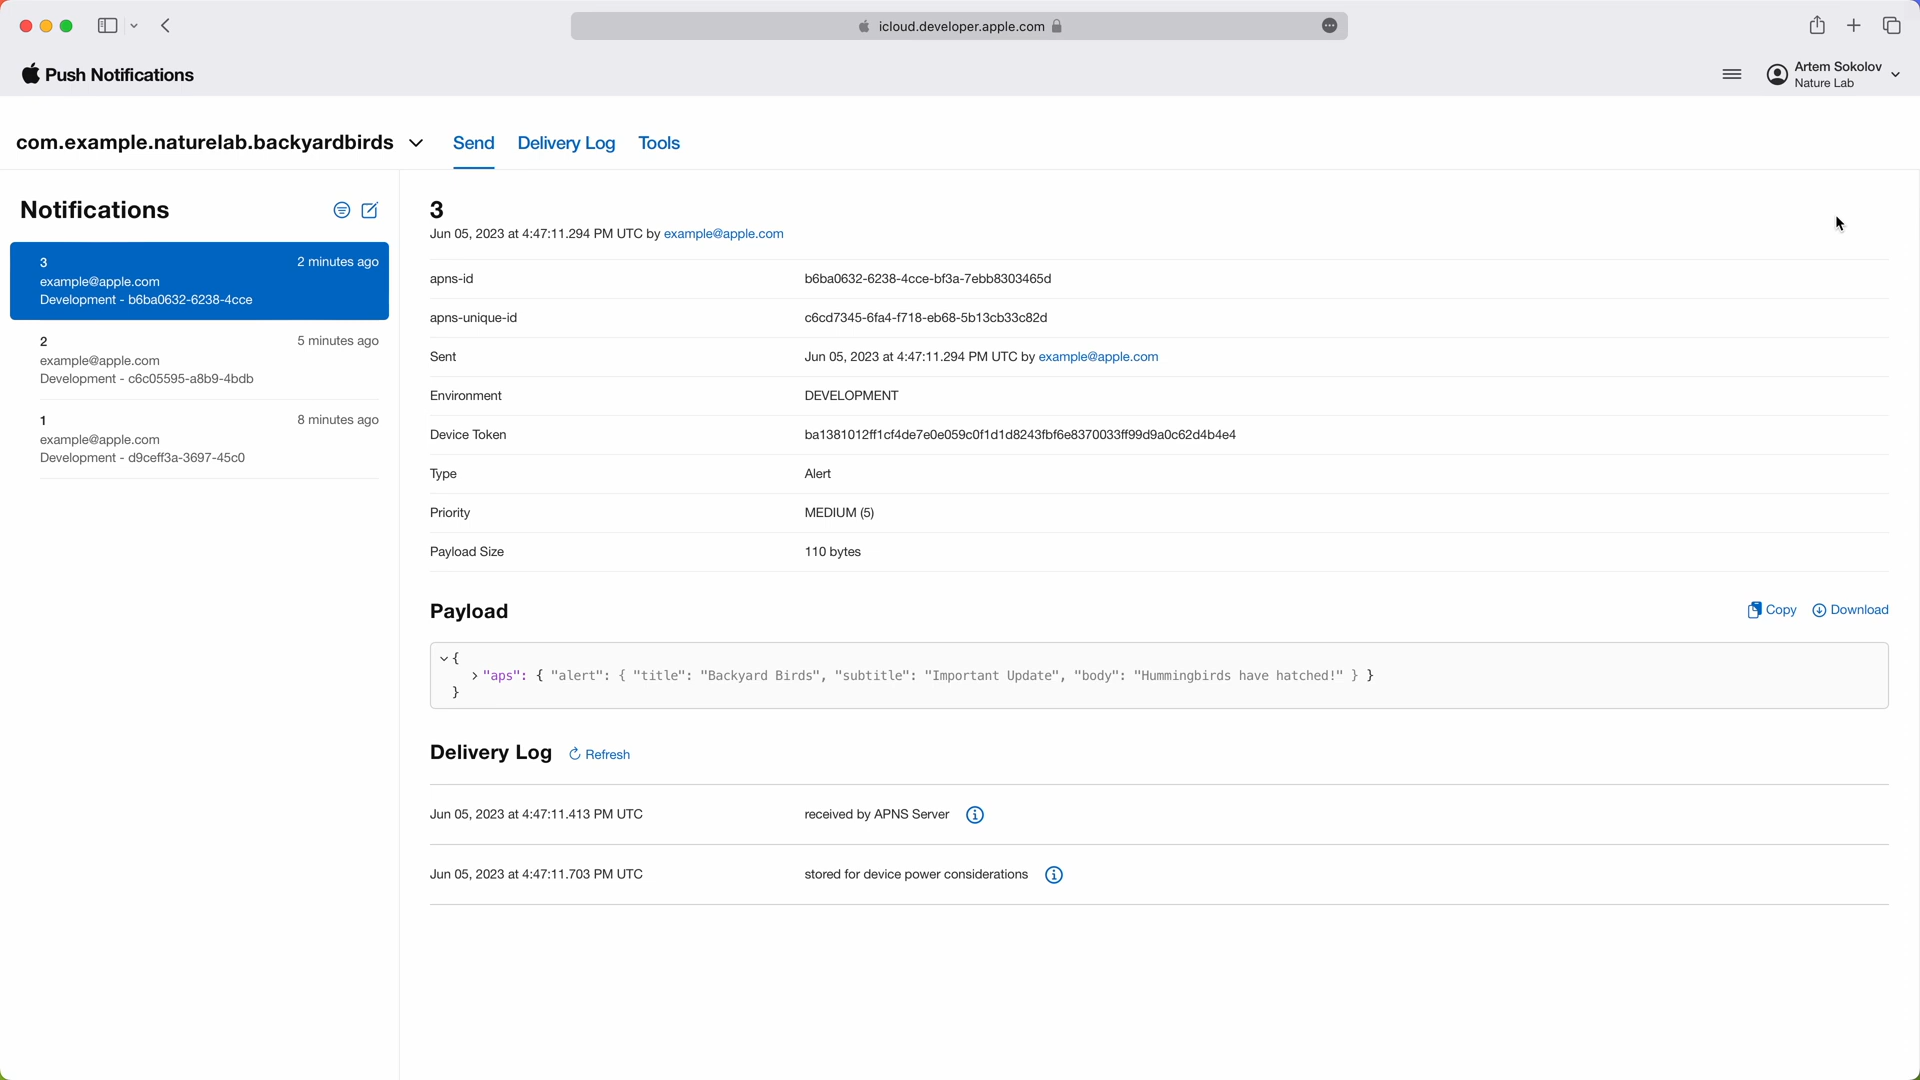 icloud.developer.apple.com
Push Notifications
Artem Sokolov
Nature Lab
com.example.naturelab.backyardbirds
Send
Delivery Log
Tools
Notifications
3
2 minutes ago
example@apple.com
Development - b6ba0632-6238-4cce
2
5 minutes ago
example@apple.com
Development - c6c05595-a8b9-4bdb
1
8 minutes ago
example@apple.com
Development - d9ceff3a-3697-45c0
3
Jun 05, 2023 at 4:47:11.294 PM UTC by example@apple.com
apns-id b6ba0632-6238-4cce-bf3a-7ebb8303465d
apns-unique-id c6cd7345-6fa4-f718-eb68-5b13cb33c82d
Sent Jun 05, 2023 at 4:47:11.294 PM UTC by example@apple.com
Environment DEVELOPMENT
Device Token ba1381012ff1cf4de7e0e059c0f1d1d8243fbf6e8370033ff99d9a0c62d4b4e4
Type Alert
Priority MEDIUM (5)
Payload Size 110 bytes
Payload
Copy
Download
{
"aps": { "alert": { "title": "Backyard Birds", "subtitle": "Important Update", "body": "Hummingbirds have hatched!" } }
}
Delivery Log
Refresh
Jun 05, 2023 at 4:47:11.413 PM UTC received by APNS Server
Jun 05, 2023 at 4:47:11.703 PM UTC stored for device power considerations